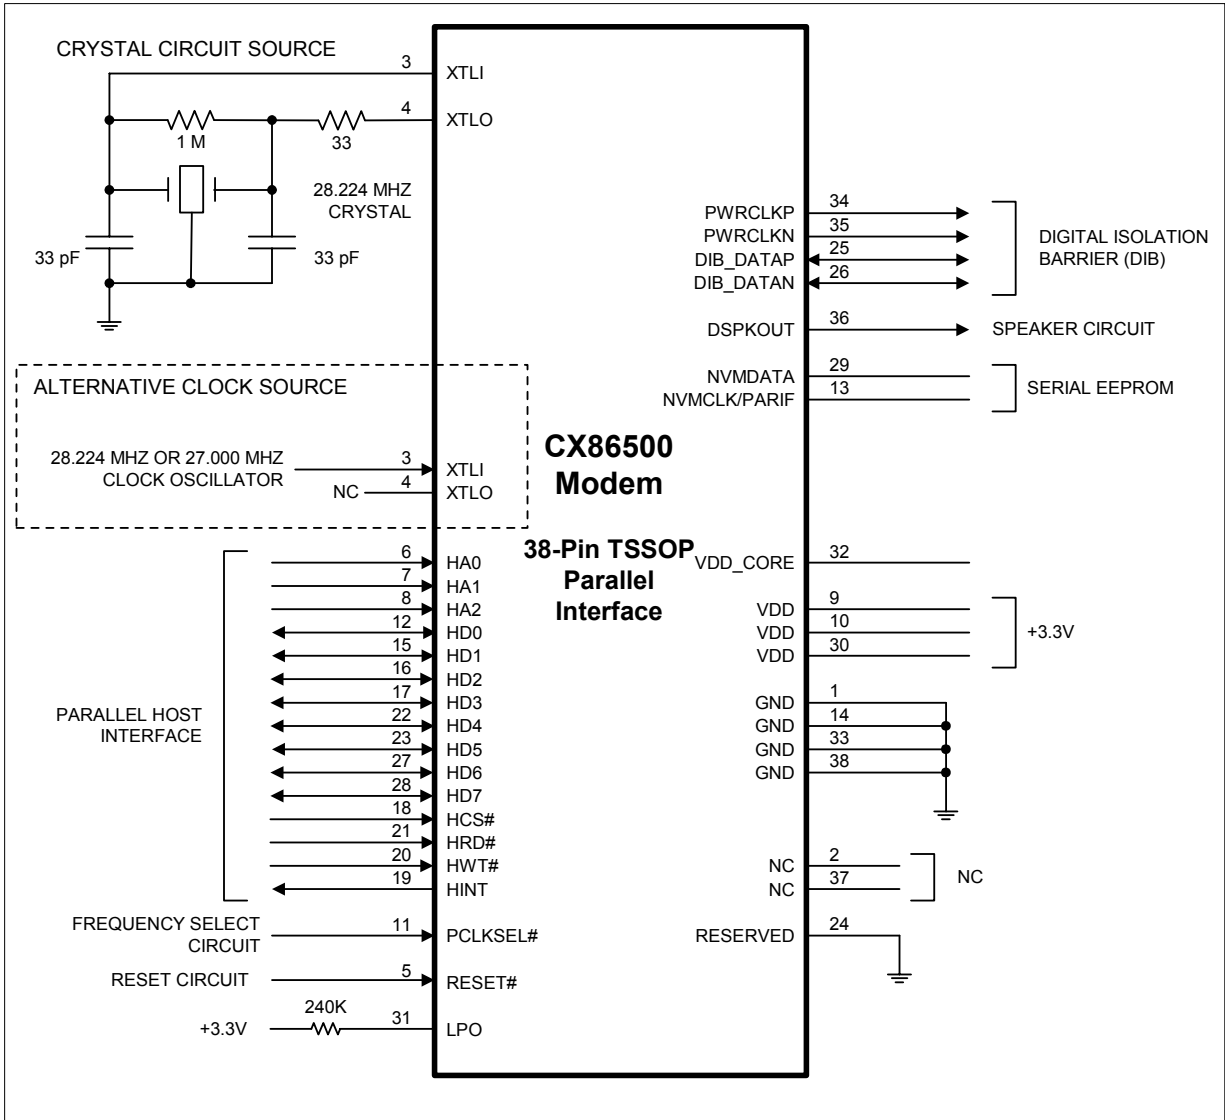 CRYSTAL CIRCUIT SOURCE
3
XTLI
4
XTLO
1 M
33
28.224 MHZ
CRYSTAL
33 pF
33 pF
ALTERNATIVE CLOCK SOURCE
28.224 MHZ OR 27.000 MHZ
CLOCK OSCILLATOR
3
XTLI
NC
4
XTLO
PARALLEL HOST
INTERFACE
6 HA0
7 HA1
8 HA2
12 HD0
15 HD1
16 HD2
17 HD3
22 HD4
23 HD5
27 HD6
28 HD7
18 HCS#
21 HRD#
20 HWT#
19 HINT
FREQUENCY SELECT
CIRCUIT
11 PCLKSEL#
RESET CIRCUIT
5 RESET#
+3.3V
240K
31 LPO
CX86500
Modem
38-Pin TSSOP
Parallel
Interface
PWRCLKP 34
PWRCLKN 35
DIB_DATAP 25
DIB_DATAN 26
DIGITAL ISOLATION
BARRIER (DIB)
DSPKOUT 36
SPEAKER CIRCUIT
NVMDATA 29
NVMCLK/PARIF 13
SERIAL EEPROM
VDD_CORE 32
VDD 9
VDD 10
VDD 30
+3.3V
GND 1
GND 14
GND 33
GND 38
NC 2
NC 37
NC
RESERVED 24